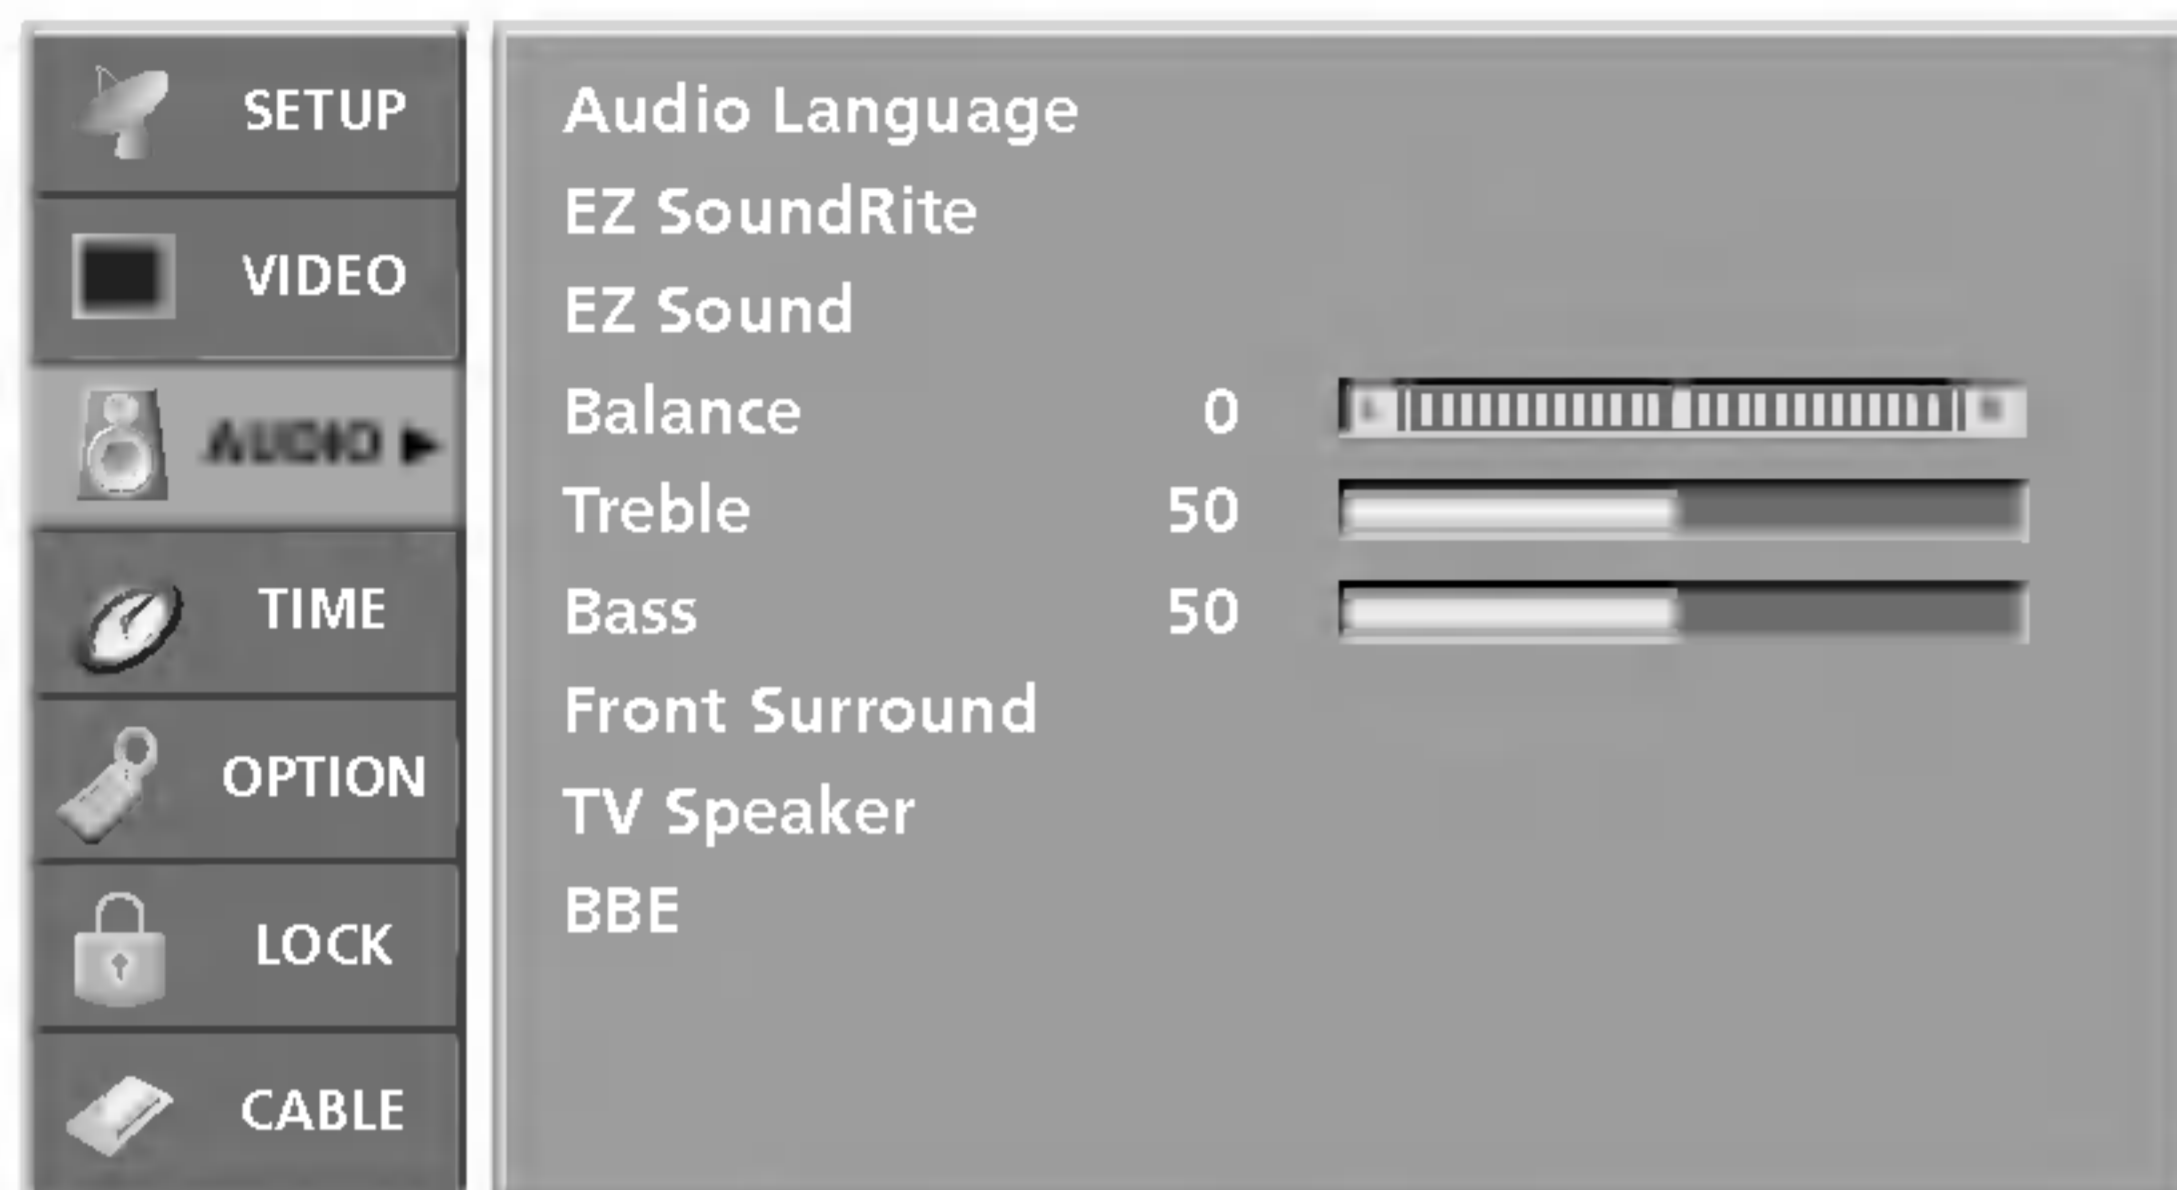 SETUP
VIDEO
AUDIO ▶
TIME
OPTION
LOCK
CABLE
Audio Language
EZ SoundRite
EZ Sound
Balance 0 L R
Treble 50
Bass 50
Front Surround
TV Speaker
BBE